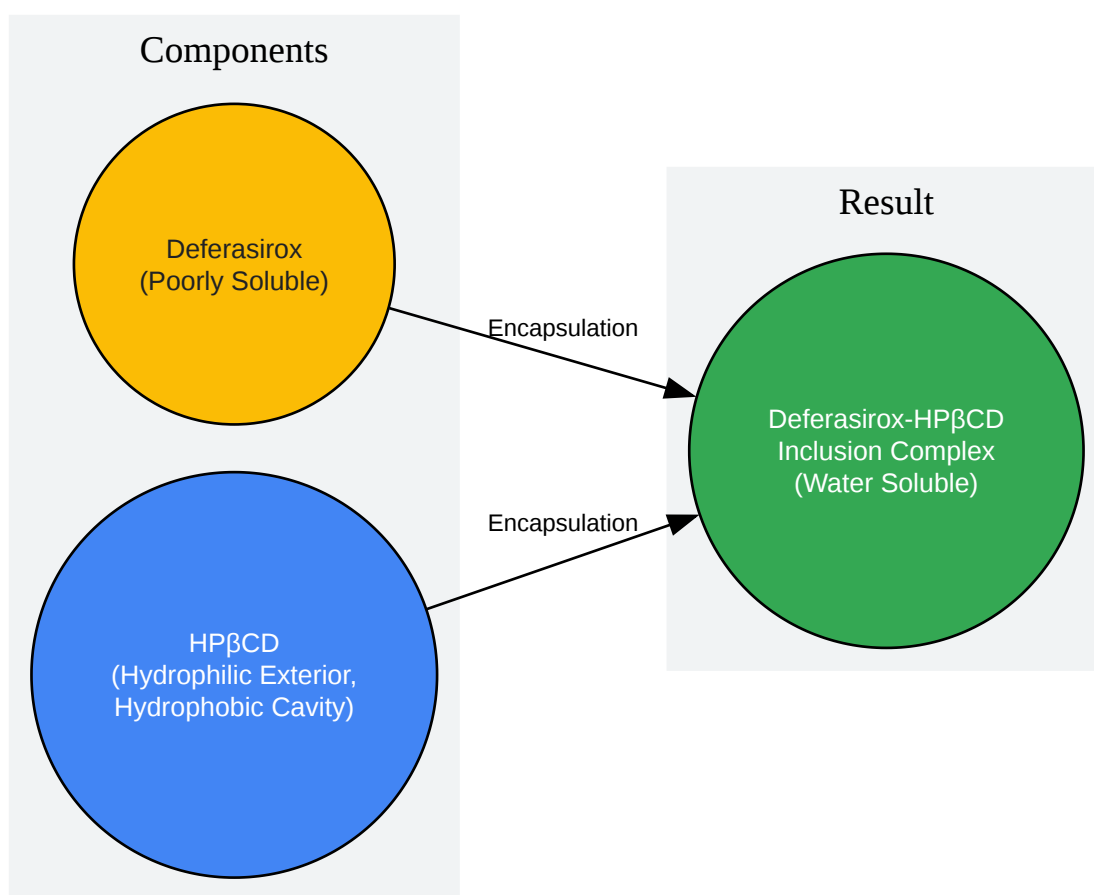 Components
Deferasirox
(Poorly Soluble)
Encapsulation
Result
Deferasirox-HPβCD
Inclusion Complex
(Water Soluble)
Encapsulation
HPβCD
(Hydrophilic Exterior,
Hydrophobic Cavity)